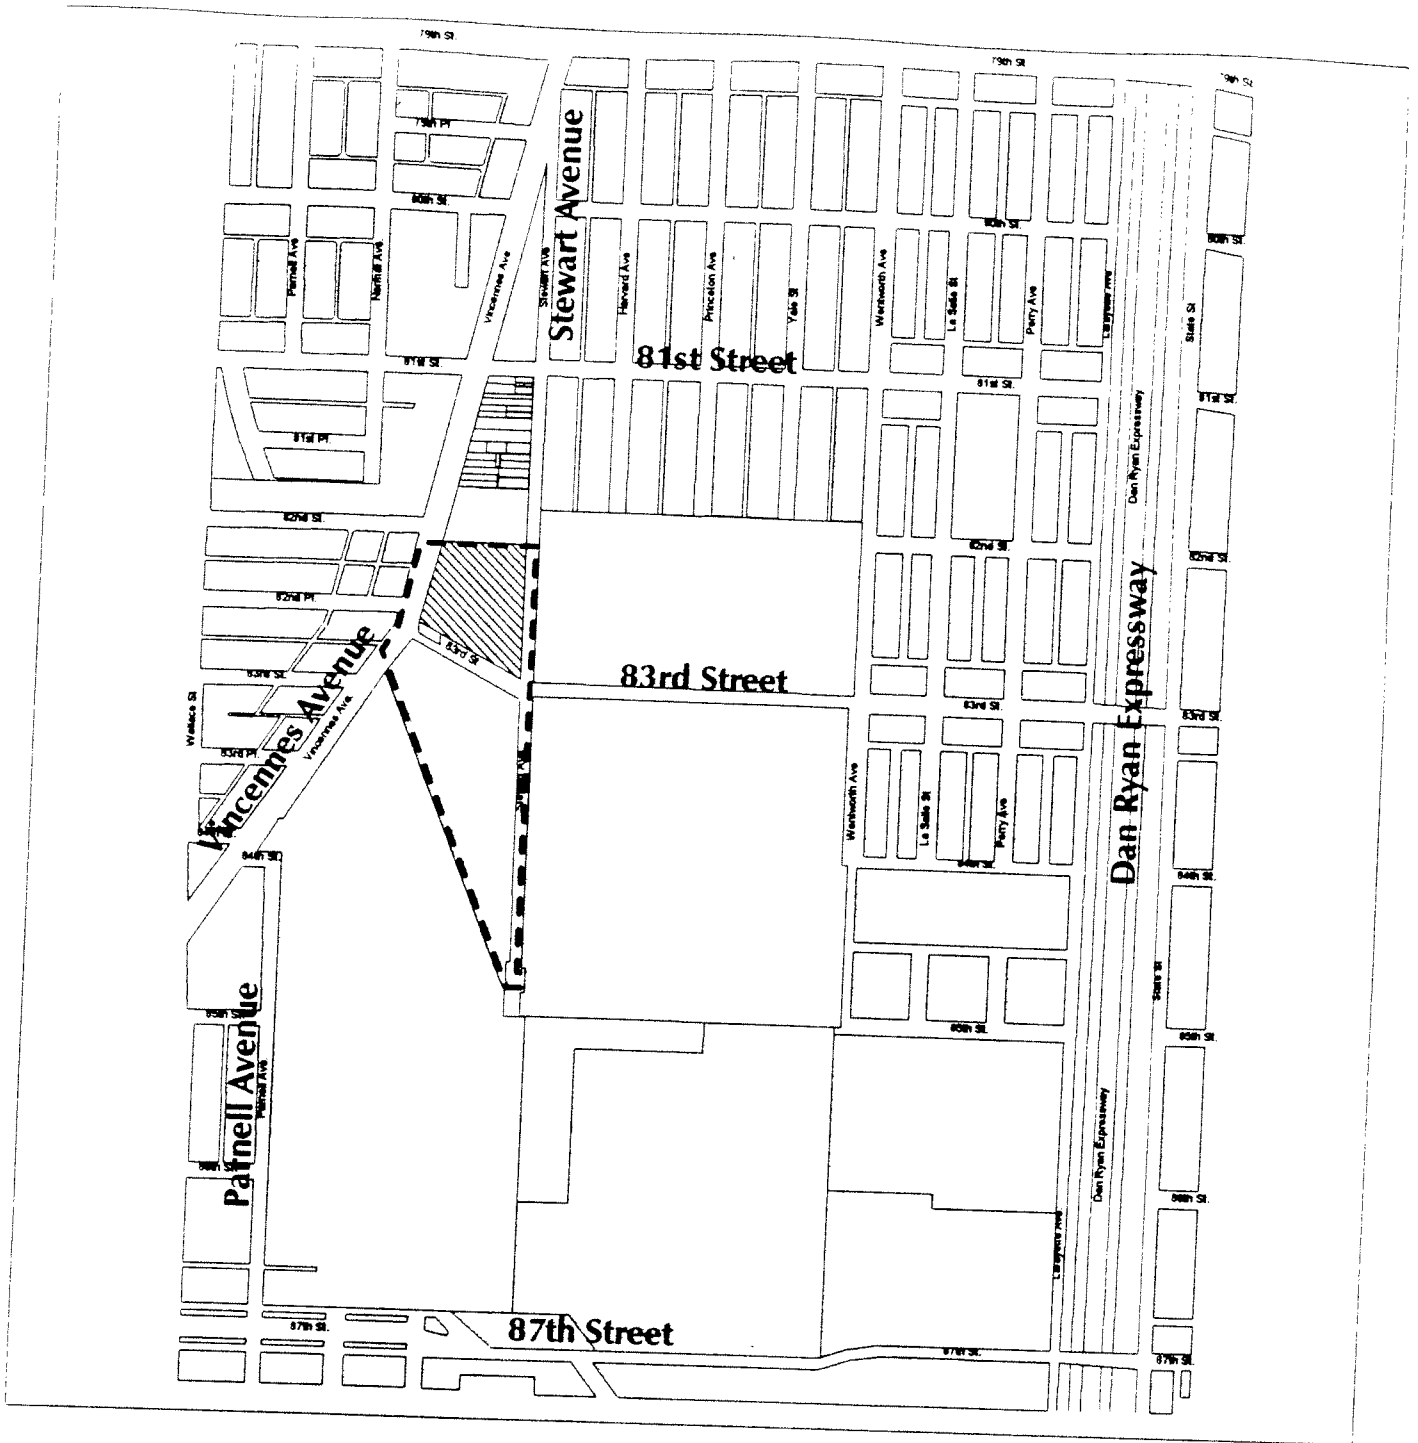 79th St.
79th St
79th St
79th Pl
80th St.
80th St.
80th St.
Stewart Avenue
Parnell Ave
Normal Ave
Vincennes Ave
Stewart Ave
Harvard Ave
Princeton Ave
Yale St
Wentworth Ave
La Salle St
Perry Ave
Lafayette Ave
State St
81st Street
81st St.
81st St.
81st St.
81st Pl.
Dan Ryan Expressway
82nd St.
82nd St.
82nd St.
82nd Pl.
Dan Ryan Expressway
Vincennes Avenue
83rd St
83rd St.
83rd Street
83rd St.
83rd St.
Wallace St
Vincennes Ave.
83rd Pl.
Stewart Ave
Wentworth Ave
La Salle St
Perry Ave
84th St.
84th St.
84th St.
State St
Parnell Avenue
85th St.
85th St.
85th St.
Parnell Ave
Dan Ryan Expressway
86th St.
86th St.
Lafayette Ave
87th St.
87th Street
87th St.
87th St.